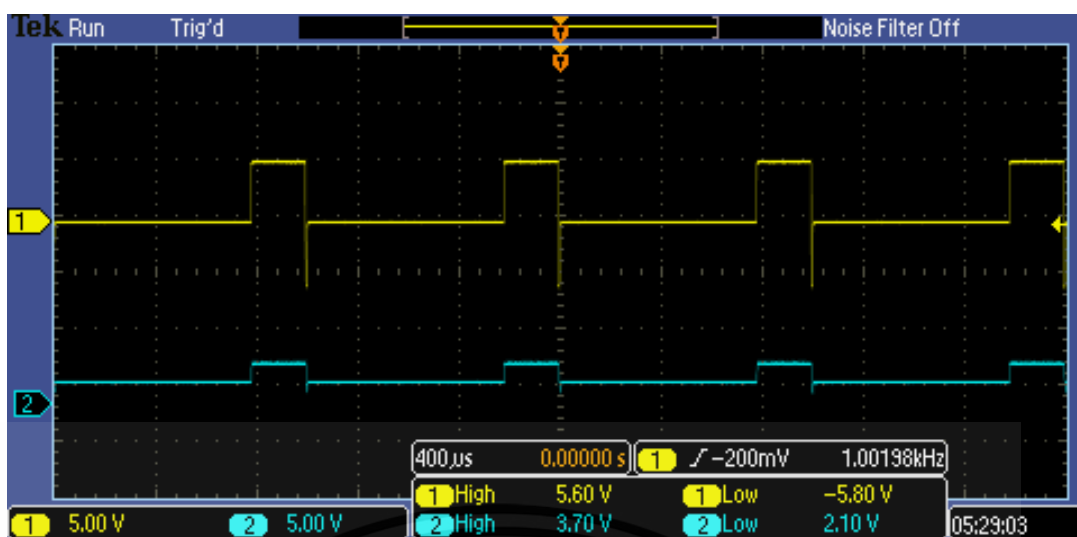 Tek Run Trig'd Noise Filter Off
T
T
1
2
400µs 0.00000 s 1 −200mV 1.00198kHz
1 High 5.60 V 1 Low −5.80 V
1 5.00 V 2 5.00 V 2 High 3.70 V 2 Low 2.10 V 05:29:03